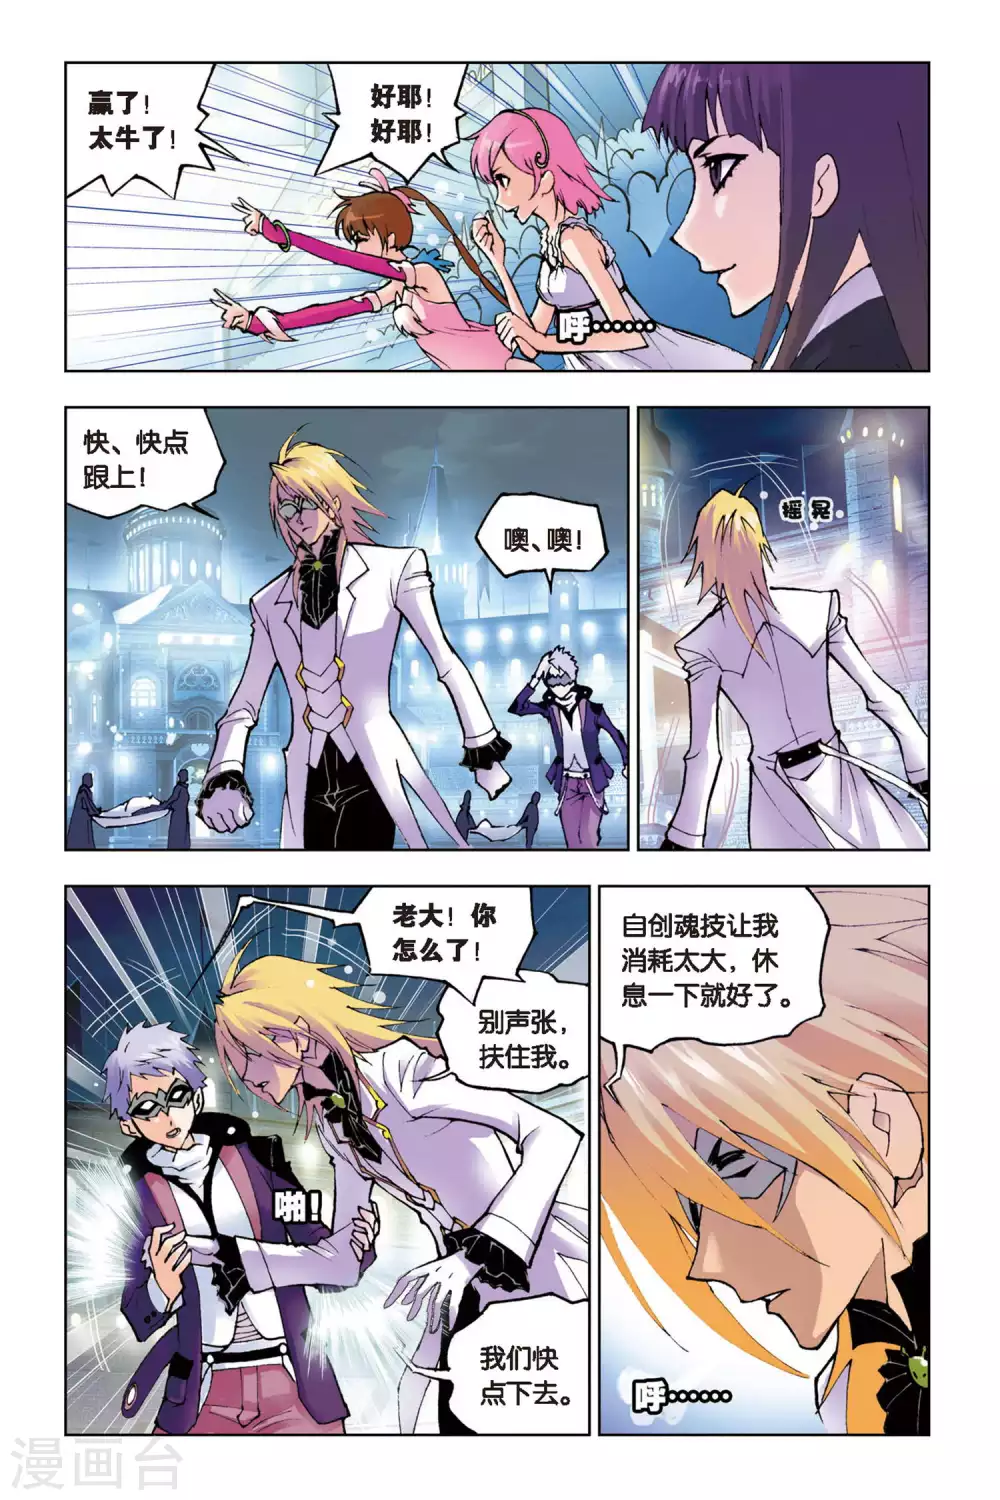 赢了！
太牛了！
好耶！
好耶！
呼……
快、快点
跟上！
噢、噢！
摇晃
老大！你
怎么了！
别声张，
扶住我。
啪！
我们快
点下去。
自创魂技让我
消耗太大，休
息一下就好了。
呼……
漫画台